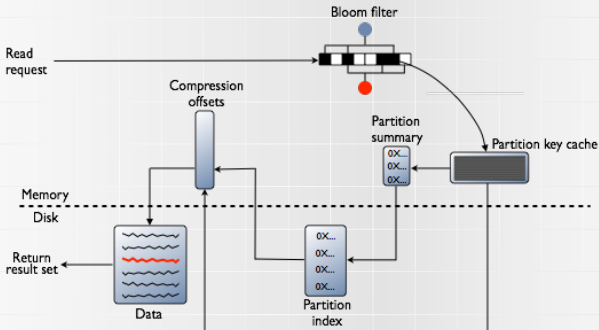 Bloom filter
Read
request
Compression
offsets
Partition
summary
0X...
0X...
0X...
Partition key cache
Memory
Disk
0X...
0X...
0X...
0X...
Return
result set
Data
Partition
index